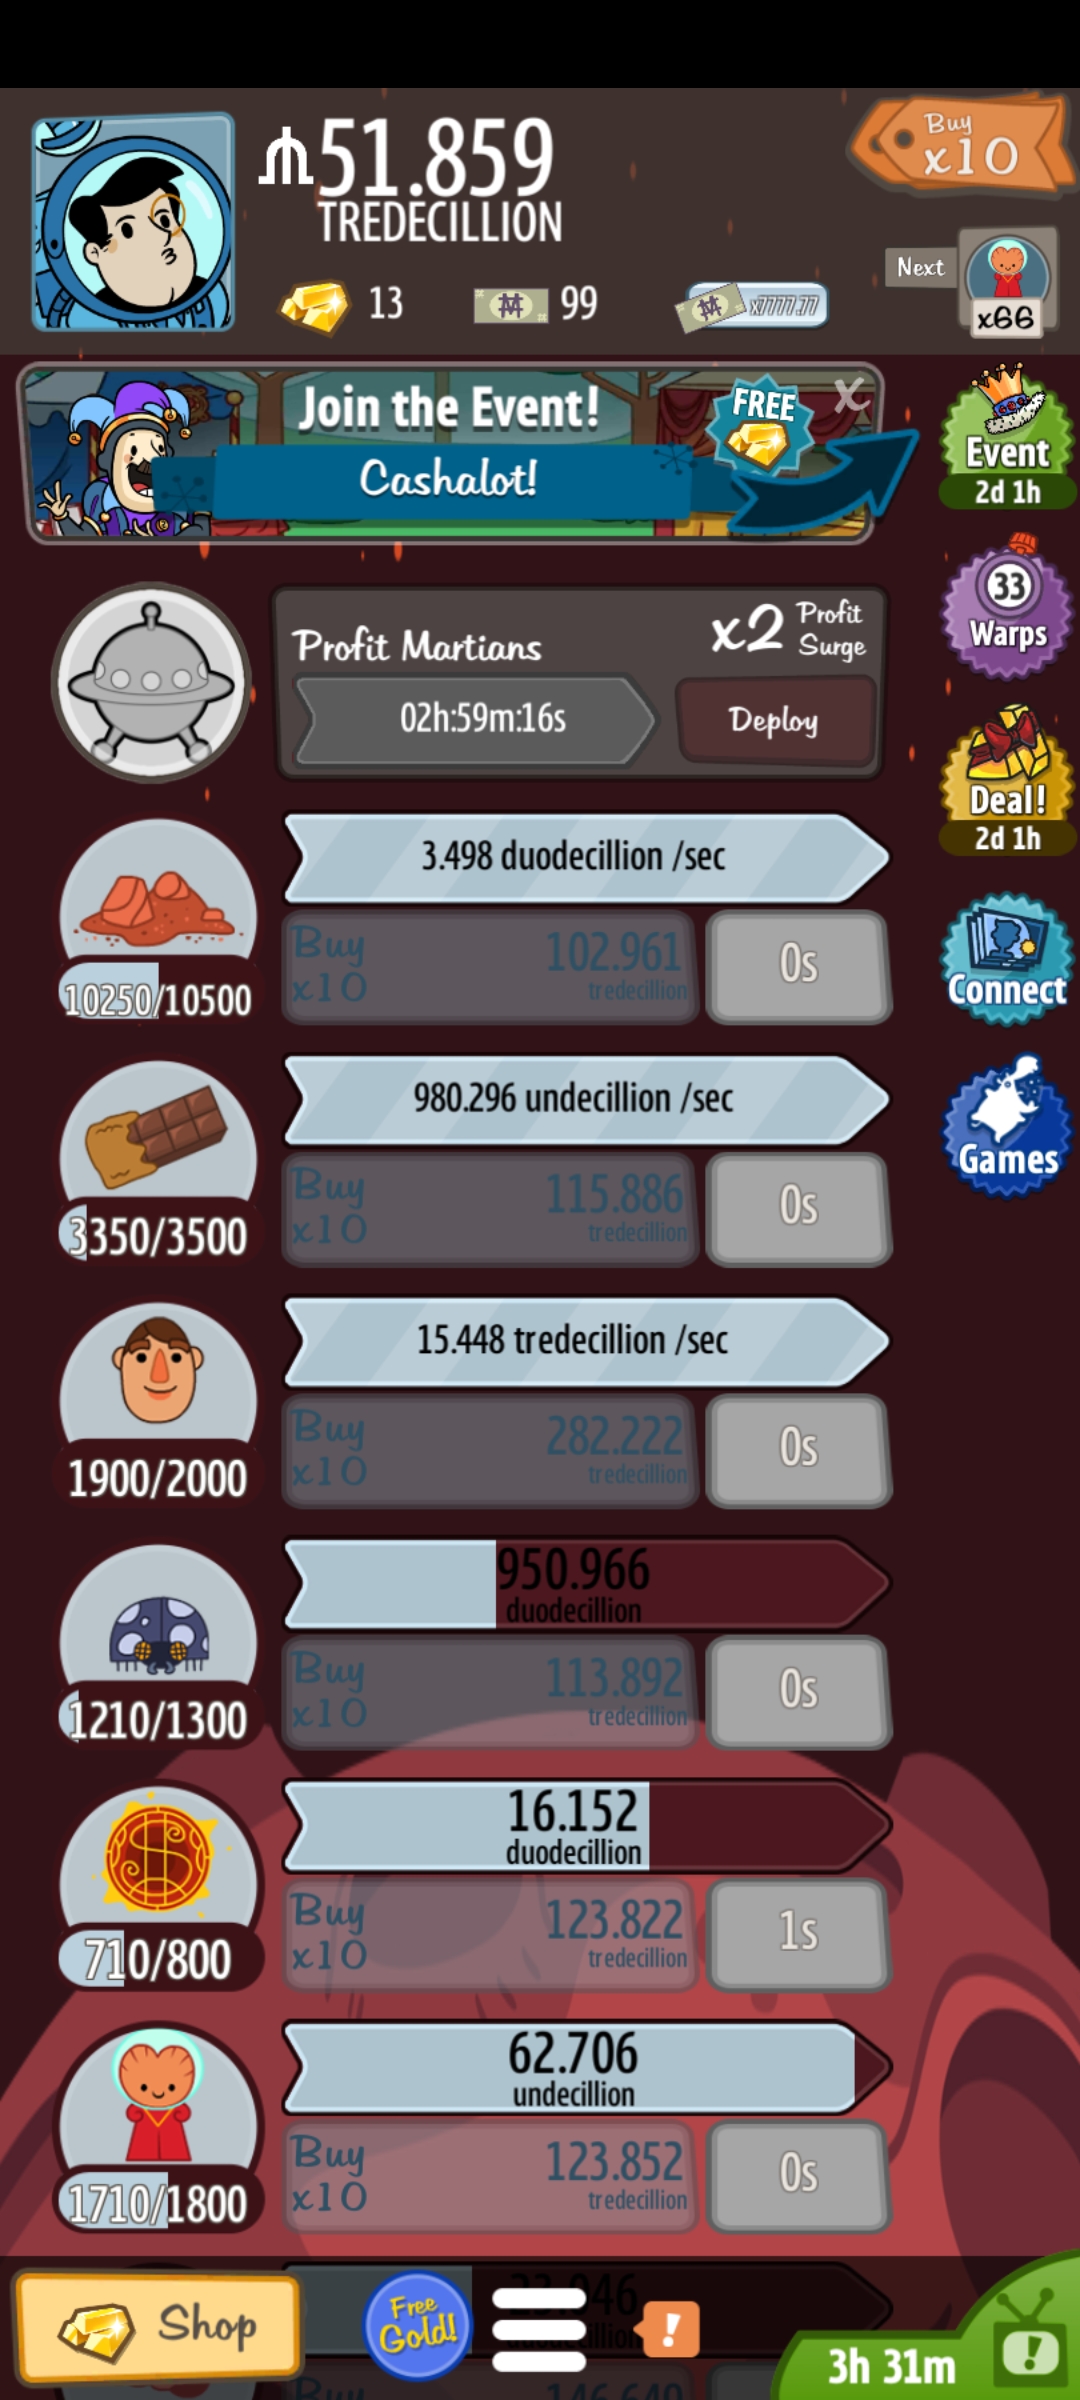 51.859
TREDECILLION
Buy
x10
13
99
x7777.77
Next
x66
Join the Event!
FREE
X
Cashalot!
Event
2d 1h
33
Warps
Profit Martians
x2 Profit Surge
02h:59m:16s
Deploy
Deal!
2d 1h
3.498 duodecillion /sec
Buy
x10
102.961
tredecillion
0s
10250/10500
Connect
980.296 undecillion /sec
Buy
x10
115.886
tredecillion
0s
3350/3500
Games
15.448 tredecillion /sec
Buy
x10
282.222
tredecillion
0s
1900/2000
950.966
duodecillion
Buy
x10
113.892
tredecillion
0s
1210/1300
16.152
duodecillion
Buy
x10
123.822
tredecillion
1s
710/800
62.706
undecillion
Buy
x10
123.852
tredecillion
0s
1710/1800
Shop
Free
Gold!
!
3h 31m
!
Buy
146.640